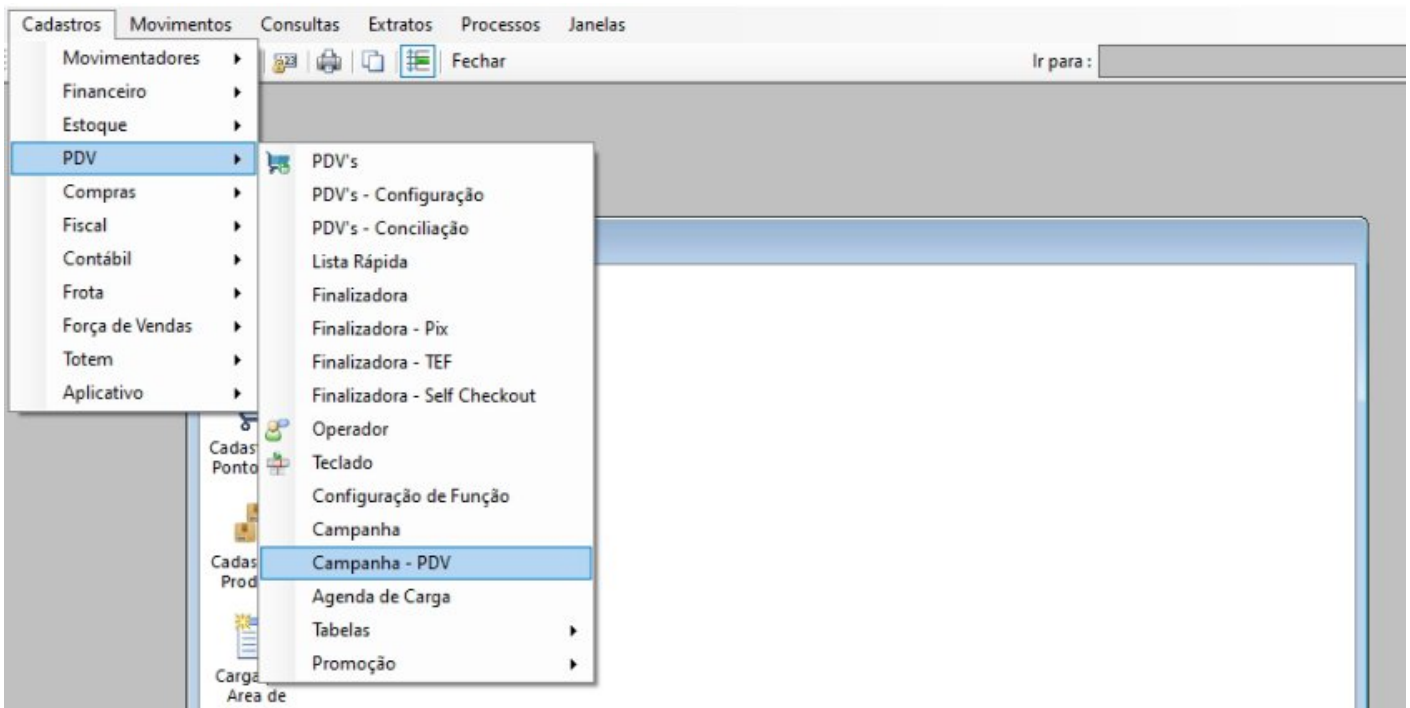 Cadastros Movimentos Consultas Extratos Processos Janelas
Fechar Ir para :
Movimentadores
Financeiro
Estoque
PDV
Compras
Fiscal
Contábil
Frota
Força de Vendas
Totem
Aplicativo
PDV's
PDV's - Configuração
PDV's - Conciliação
Lista Rápida
Finalizadora
Finalizadora - Pix
Finalizadora - TEF
Finalizadora - Self Checkout
Operador
Teclado
Configuração de Função
Campanha
Campanha - PDV
Agenda de Carga
Tabelas
Promoção
Cadas
Ponto
Cadas
Prod
Carga
Area de